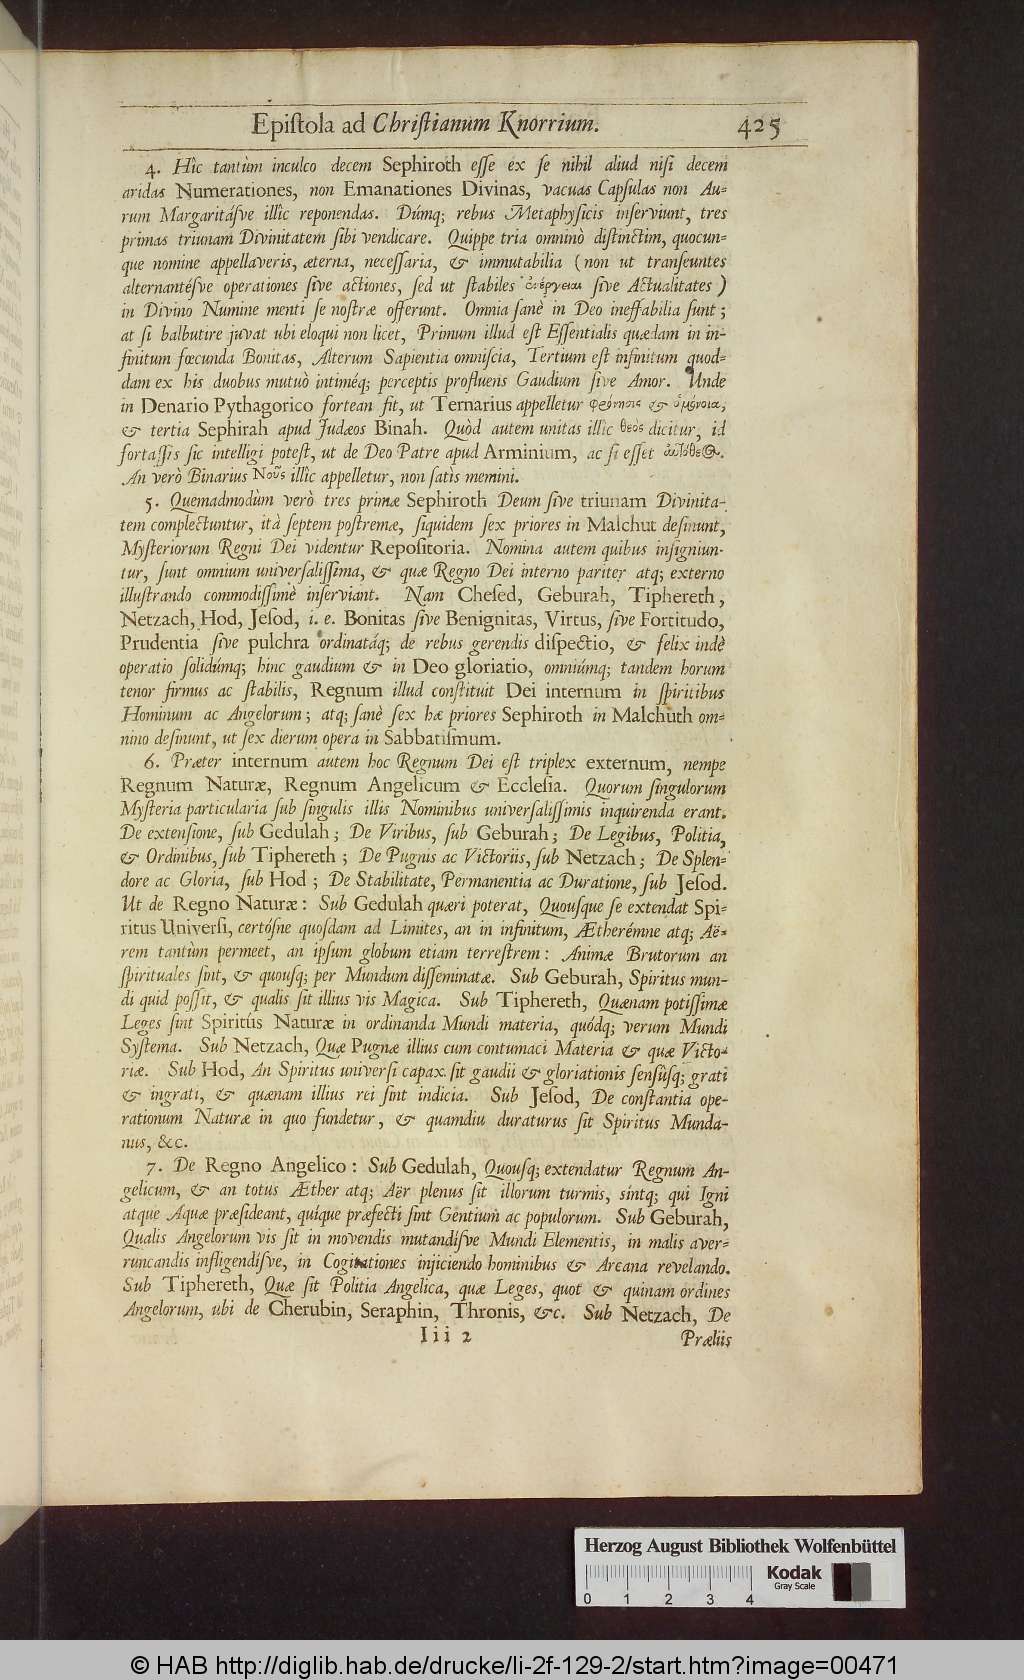 Epiſtola ad Chriſtianum Knorrium. 425
4. Hîc tantùm inculco decem Sephiroth eſſe ex ſe nihil aliud niſi decem
aridas Numerationes, non Emanationes Divinas, vacuas Capſulas non Au-
rum Margaritáſve illîc reponendas. Dúmq; rebus Metaphyſicis inſerviunt, tres
primas triunam Divinitatem ſibi vendicare. Quippe tria omninò diſtinctim, quocun-
que nomine appellaveris, æterna, neceſſaria, & immutabilia (non ut tranſeuntes
alternantéſve operationes ſive actiones, ſed ut ſtabiles ἐνέργειαι ſive Actualitates)
in Divino Numine menti ſe noſtræ offerunt. Omnia ſanè in Deo ineffabilia ſunt;
at ſi balbutire juvat ubi eloqui non licet, Primum illud eſt Eſſentialis quædam in in-
finitum fœcunda Bonitas, Alterum Sapientia omniſcia, Tertium eſt infinitum quod-
dam ex his duobus mutuò intiméq; perceptis profluens Gaudium ſive Amor. Unde
in Denario Pythagorico fortean fit, ut Ternarius appelletur φρόνησις & ὁμόνοια,
& tertia Sephirah apud Judæos Binah. Quòd autem unitas illîc θεὸς dicitur, id
fortaſſis ſic intelligi poteſt, ut de Deo Patre apud Arminium, ac ſi eſſet αὐτόθεος.
An verò Binarius Νοῦς illîc appelletur, non ſatìs memini.
5. Quemadmodùm verò tres primæ Sephiroth Deum ſive triunam Divinita-
tem complectuntur, ità ſeptem poſtremæ, ſiquidem ſex priores in Malchut deſinunt,
Myſteriorum Regni Dei videntur Repoſitoria. Nomina autem quibus inſigniun-
tur, ſunt omnium univerſaliſſima, & quæ Regno Dei interno pariter atq; externo
illuſtrando commodiſſimè inſerviant. Nam Cheſed, Geburah, Tiphereth,
Netzach, Hod, Jeſod, i. e. Bonitas ſive Benignitas, Virtus, ſive Fortitudo,
Prudentia ſive pulchra ordinatáq; de rebus gerendis diſpectio, & felix indè
operatio ſolidúmq; hinc gaudium & in Deo gloriatio, omniúmq; tandem horum
tenor firmus ac ſtabilis, Regnum illud conſtituit Dei internum in ſpiritibus
Hominum ac Angelorum; atq; ſanè ſex hæ priores Sephiroth in Malchuth om-
nino deſinunt, ut ſex dierum opera in Sabbatiſmum.
6. Præter internum autem hoc Regnum Dei eſt triplex externum, nempe
Regnum Naturæ, Regnum Angelicum & Eccleſia. Quorum ſingulorum
Myſteria particularia ſub ſingulis illis Nominibus univerſaliſſimis inquirenda erant.
De extenſione, ſub Gedulah; De Viribus, ſub Geburah; De Legibus, Politia,
& Ordinibus, ſub Tiphereth; De Pugnis ac Victoriis, ſub Netzach; De Splen-
dore ac Gloria, ſub Hod; De Stabilitate, Permanentia ac Duratione, ſub Jeſod.
Ut de Regno Naturæ: Sub Gedulah quæri poterat, Quouſque ſe extendat Spi-
ritus Univerſi, certóſne quoſdam ad Limites, an in infinitum, Ætherémne atq; Aë-
rem tantùm permeet, an ipſum globum etiam terreſtrem: Animæ Brutorum an
ſpirituales ſint, & quouſq; per Mundum diſſeminatæ. Sub Geburah, Spiritus mun-
di quid poſſit, & qualis ſit illius vis Magica. Sub Tiphereth, Quænam potiſſimæ
Leges ſint Spiritús Naturæ in ordinanda Mundi materia, quódq; verum Mundi
Syſtema. Sub Netzach, Quæ Pugnæ illius cum contumaci Materia & quæ Victo-
riæ. Sub Hod, An Spiritus univerſi capax ſit gaudii & gloriationis ſenſúſq; grati
& ingrati, & quænam illius rei ſint indicia. Sub Jeſod, De conſtantia ope-
rationum Naturæ in quo fundetur, & quamdiu duraturus ſit Spiritus Munda-
nus, &c.
7. De Regno Angelico: Sub Gedulah, Quouſq; extendatur Regnum An-
gelicum, & an totus Æther atq; Aër plenus ſit illorum turmis, ſintq; qui Igni
atque Aquæ præſideant, quíque præfecti ſint Gentium ac populorum. Sub Geburah,
Qualis Angelorum vis ſit in movendis mutandíſve Mundi Elementis, in malis aver-
runcandis infligendíſve, in Cogitationes injiciendo hominibus & Arcana revelando.
Sub Tiphereth, Quæ ſit Politia Angelica, quæ Leges, quot & quinam ordines
Angelorum, ubi de Cherubin, Seraphin, Thronis, &c. Sub Netzach, De
Iii 2 Præliis
Herzog August Bibliothek Wolfenbüttel
0 1 2 3 4
Kodak
Gray Scale
© HAB http://diglib.hab.de/drucke/li-2f-129-2/start.htm?image=00471